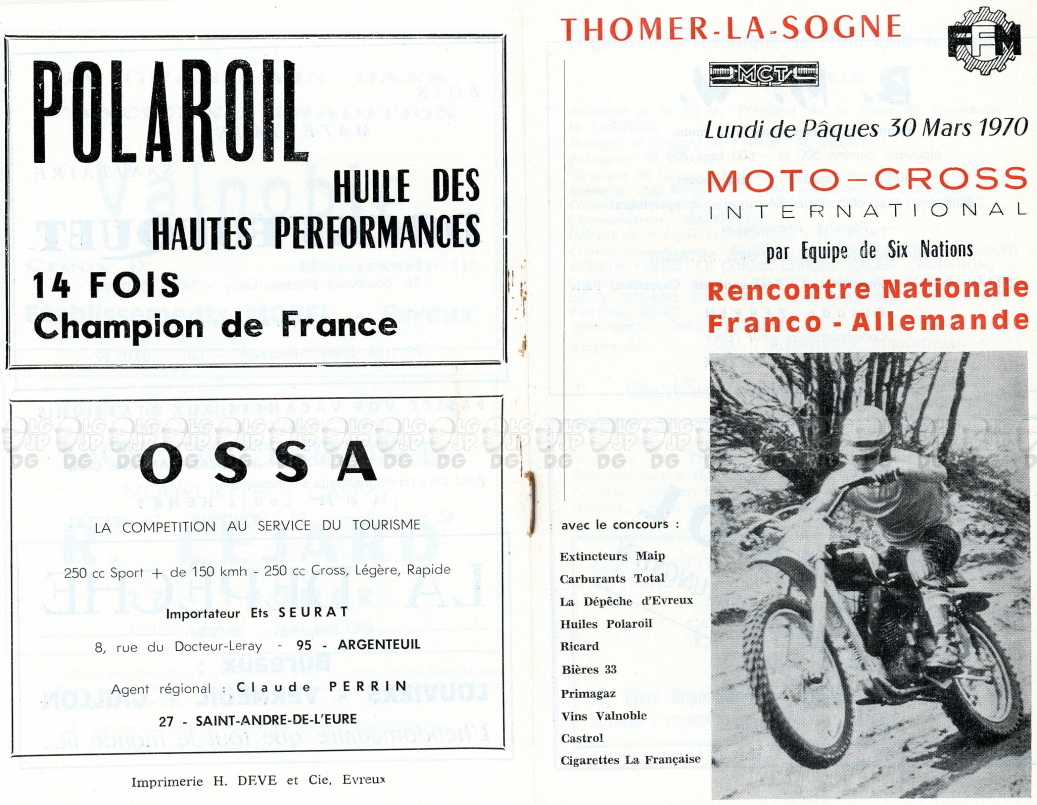 POLAROIL
HUILE DES
HAUTES PERFORMANCES
14 FOIS
Champion de France
OSSA
LA COMPETITION AU SERVICE DU TOURISME
250 cc Sport + de 150 kmh - 250 cc Cross, Légère, Rapide
Importateur Ets SEURAT
8, rue du Docteur-Leray - 95 - ARGENTEUIL
Agent régional : Claude PERRIN
27 - SAINT-ANDRE-DE-L'EURE
Imprimerie H. DEVE et Cie, Evreux
THOMER-LA-SOGNE
FFM
MCT
Lundi de Pâques 30 Mars 1970
MOTO-CROSS
INTERNATIONAL
par Equipe de Six Nations
Rencontre Nationale
Franco - Allemande
avec le concours :
Extincteurs Maip
Carburants Total
La Dépêche d'Evreux
Huiles Polaroil
Ricard
Bières 33
Primagaz
Vins Valnoble
Castrol
Cigarettes La Française